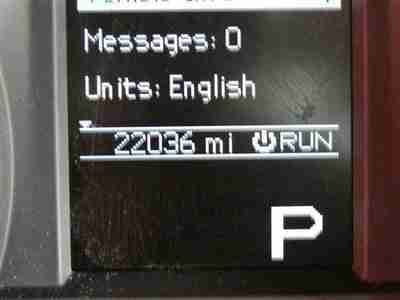 Messages: 0
Units: English
22036 mi RUN
P